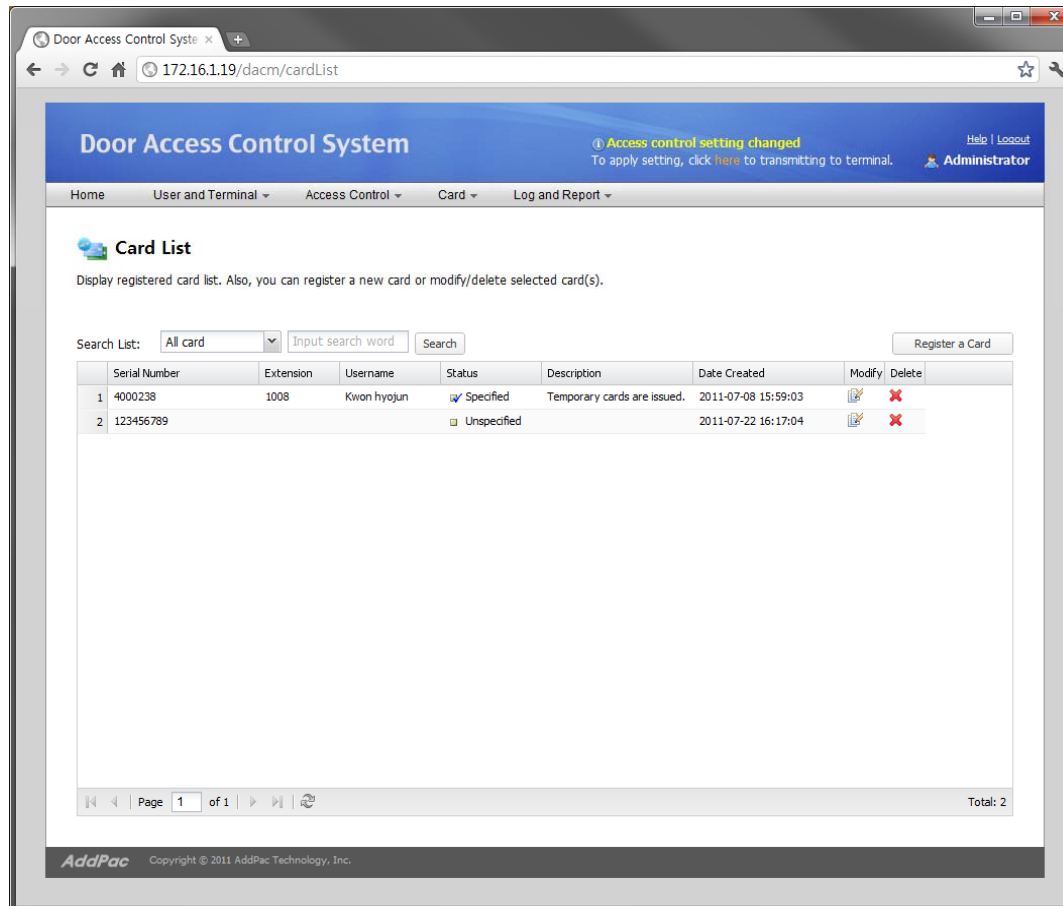 Door Access Control Syste
172.16.1.19/dacm/cardList
Door Access Control System
Access control setting changed
To apply setting, click here to transmitting to terminal.
Help | Logout
Administrator
Home User and Terminal Access Control Card Log and Report
Card List
Display registered card list. Also, you can register a new card or modify/delete selected card(s).
Search List: All card Input search word Search Register a Card
Serial Number Extension Username Status Description Date Created Modify Delete
1 4000238 1008 Kwon hyojun Specified Temporary cards are issued. 2011-07-08 15:59:03
2 123456789 Unspecified 2011-07-22 16:17:04
Page 1 of 1 Total: 2
AddPac Copyright © 2011 AddPac Technology, Inc.